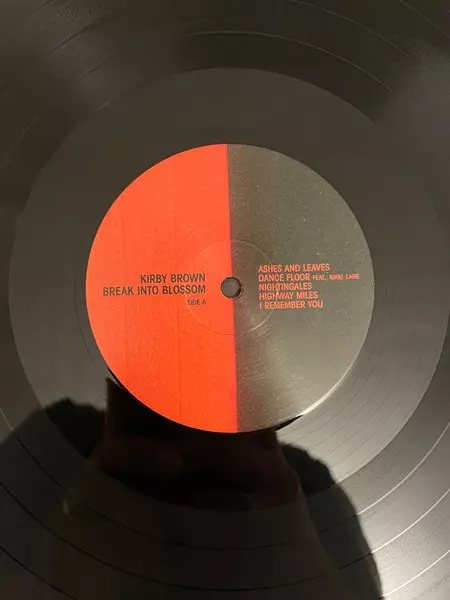 KIRBY BROWN
BREAK INTO BLOSSOM
SIDE A
ASHES AND LEAVES
DANCE FLOOR FEAT. NIKKI LANE
NIGHTINGALES
HIGHWAY MILES
I REMEMBER YOU